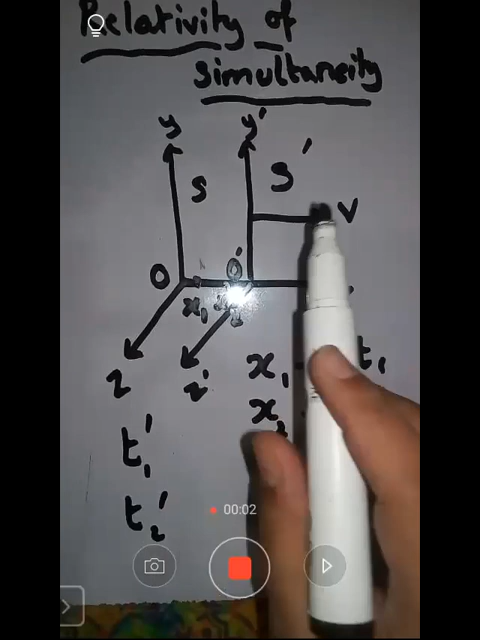 Relativity of
simultaneity
y y'
S S'
V
O O'
x₁
z z'
x₁ t₁
x₂
t₁'
t₂'
00:02